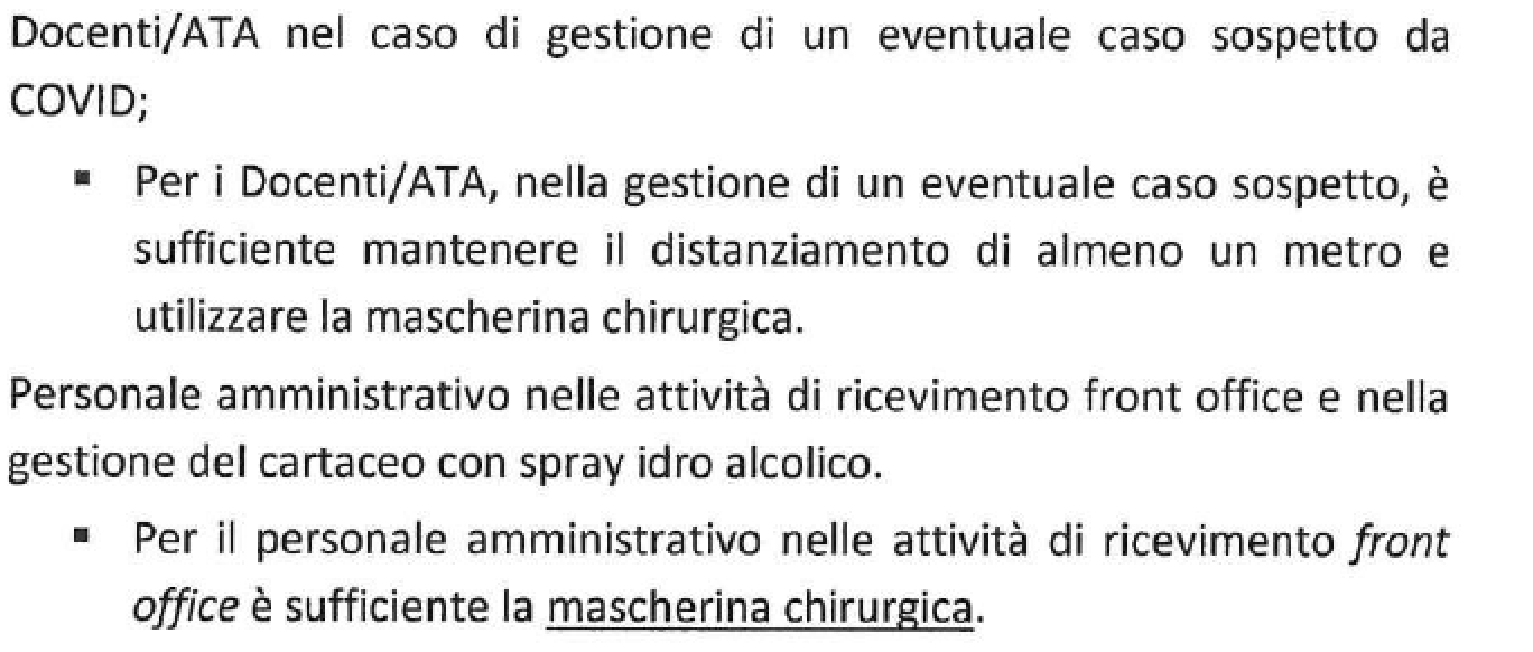 Docenti/ATA nel caso di gestione di un eventuale caso sospetto da
COVID;
▪ Per i Docenti/ATA, nella gestione di un eventuale caso sospetto, è
sufficiente mantenere il distanziamento di almeno un metro e
utilizzare la mascherina chirurgica.
Personale amministrativo nelle attività di ricevimento front office e nella
gestione del cartaceo con spray idro alcolico.
▪ Per il personale amministrativo nelle attività di ricevimento front
office è sufficiente la mascherina chirurgica.